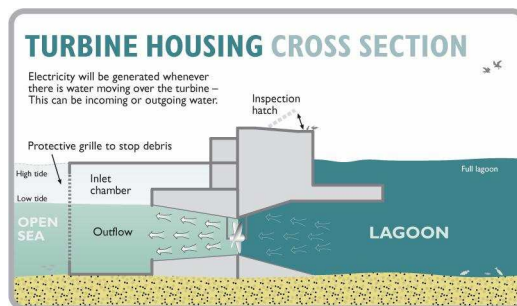 TURBINE HOUSING CROSS SECTION
Electricity will be generated whenever
there is water moving over the turbine –
This can be incoming or outgoing water.
Inspection
hatch
Protective grille to stop debris
High tide
Inlet
chamber
Full lagoon
Low tide
OPEN
SEA
Outflow
LAGOON